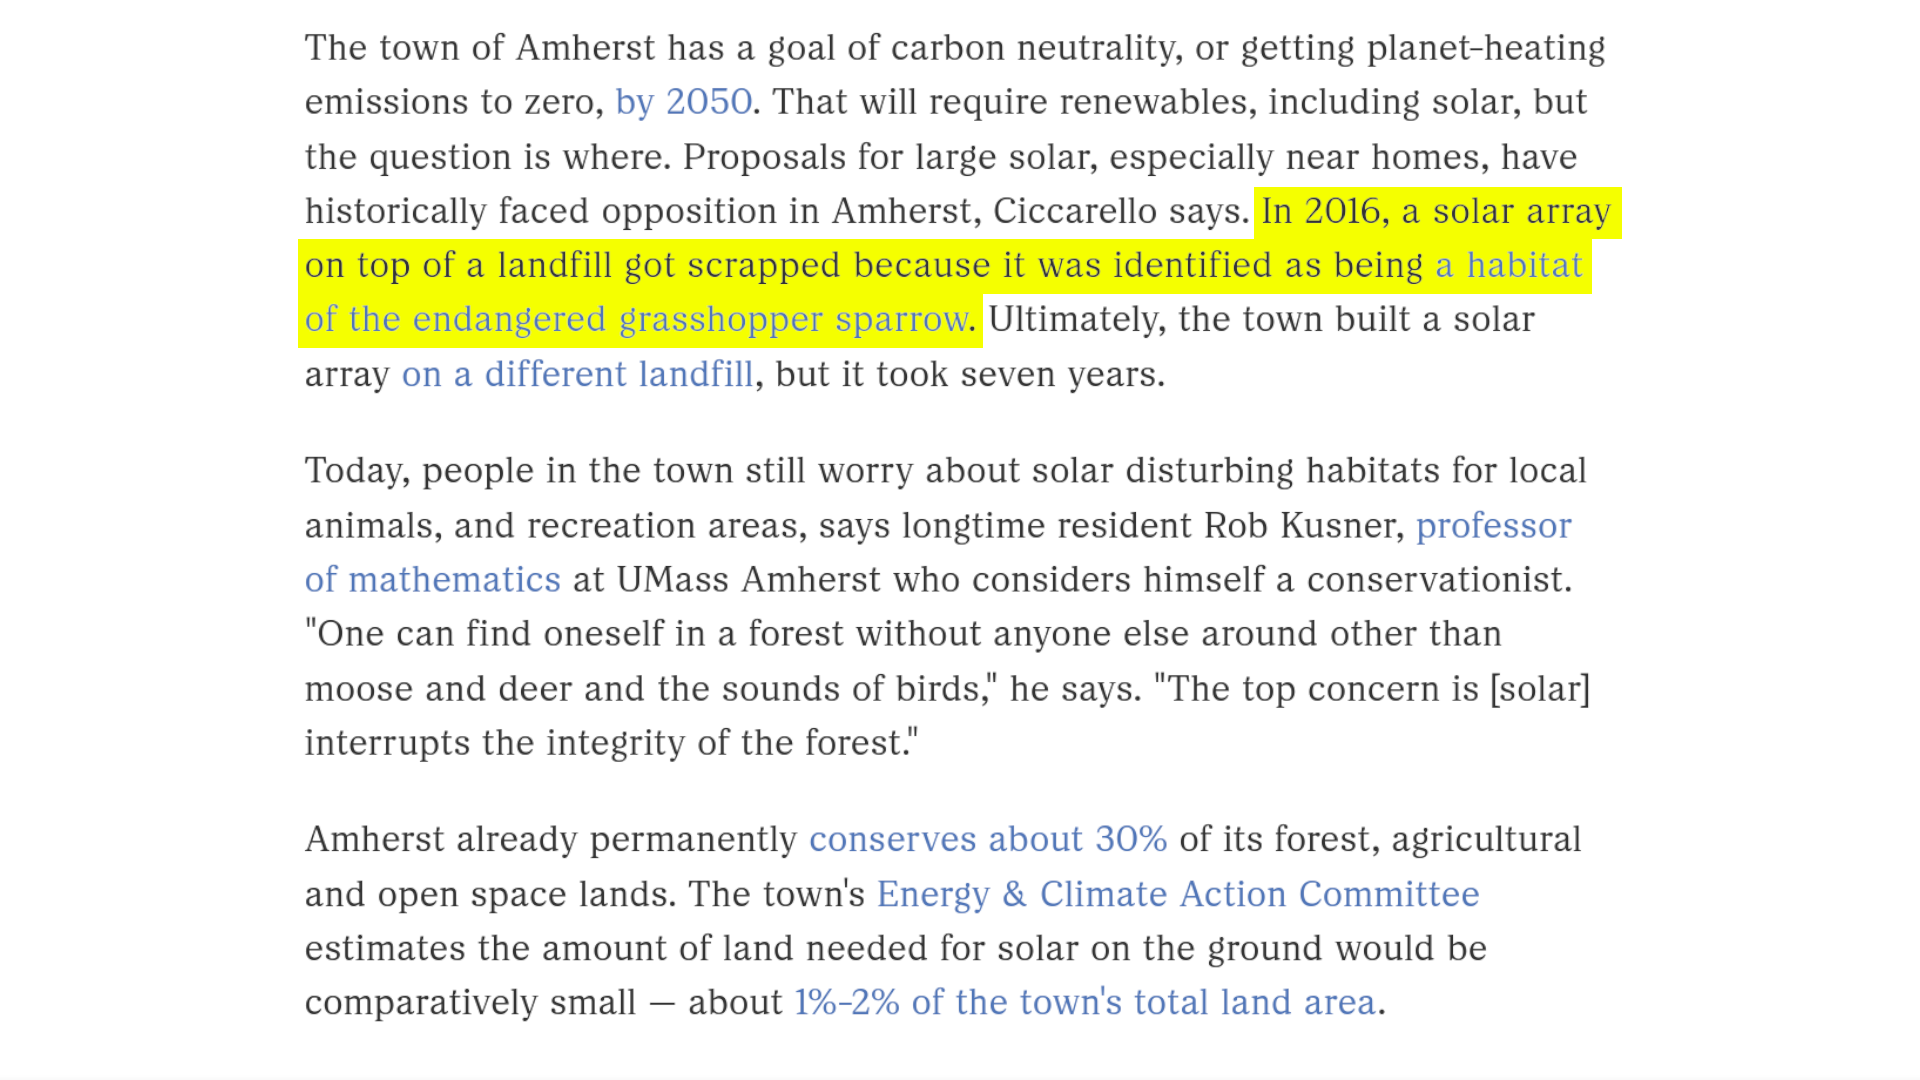 The town of Amherst has a goal of carbon neutrality, or getting planet-heating
emissions to zero, by 2050. That will require renewables, including solar, but
the question is where. Proposals for large solar, especially near homes, have
historically faced opposition in Amherst, Ciccarello says. In 2016, a solar array
on top of a landfill got scrapped because it was identified as being a habitat
of the endangered grasshopper sparrow. Ultimately, the town built a solar
array on a different landfill, but it took seven years.
Today, people in the town still worry about solar disturbing habitats for local
animals, and recreation areas, says longtime resident Rob Kusner, professor
of mathematics at UMass Amherst who considers himself a conservationist.
"One can find oneself in a forest without anyone else around other than
moose and deer and the sounds of birds," he says. "The top concern is [solar]
interrupts the integrity of the forest."
Amherst already permanently conserves about 30% of its forest, agricultural
and open space lands. The town's Energy & Climate Action Committee
estimates the amount of land needed for solar on the ground would be
comparatively small — about 1%-2% of the town's total land area.